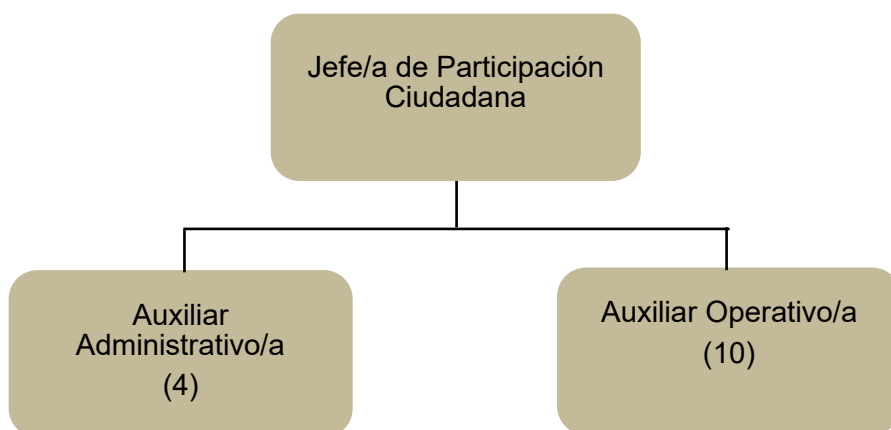 Jefe/a de Participación
Ciudadana
Auxiliar
Administrativo/a
(4)
Auxiliar Operativo/a
(10)